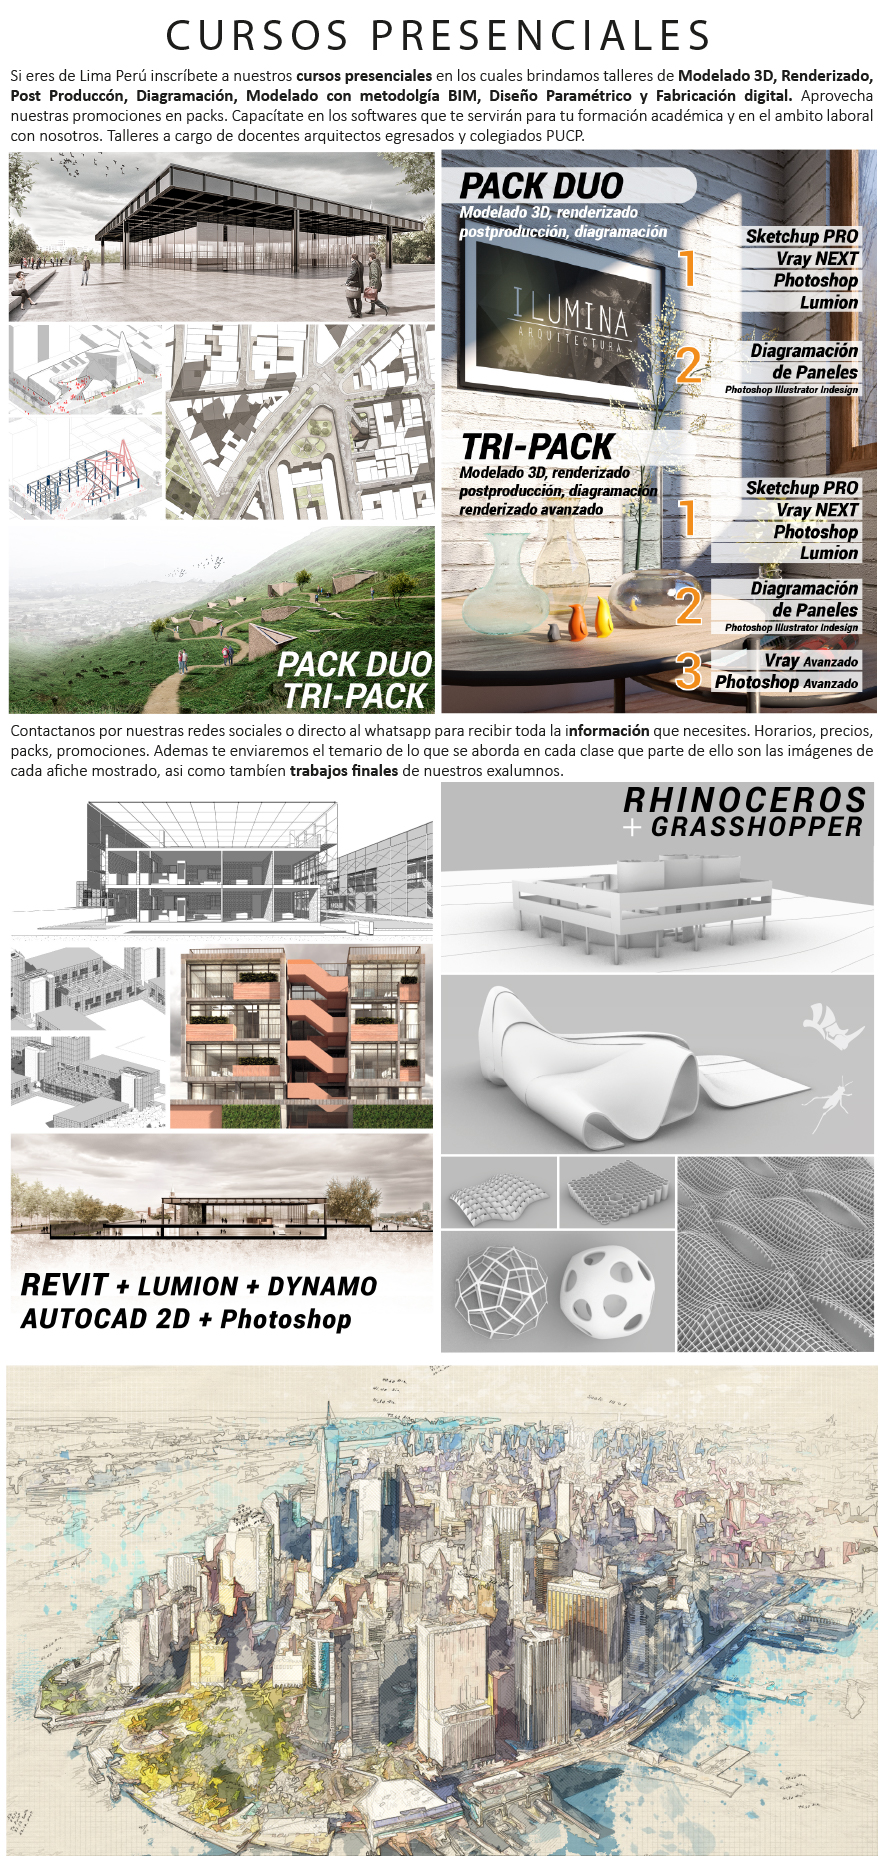 CURSOS PRESENCIALES
Si eres de Lima Perú inscríbete a nuestros cursos presenciales en los cuales brindamos talleres de Modelado 3D, Renderizado,
Post Produccón, Diagramación, Modelado con metodolgía BIM, Diseño Paramétrico y Fabricación digital. Aprovecha
nuestras promociones en packs. Capacítate en los softwares que te servirán para tu formación académica y en el ambito laboral
con nosotros. Talleres a cargo de docentes arquitectos egresados y colegiados PUCP.
PACK DUO
Modelado 3D, renderizado
postproducción, diagramación
1
Sketchup PRO
Vray NEXT
Photoshop
Lumion
ILUMINA
ARQUITECTURA
2
Diagramación
de Paneles
Photoshop Illustrator Indesign
TRI-PACK
Modelado 3D, renderizado
postproducción, diagramación
renderizado avanzado
1
Sketchup PRO
Vray NEXT
Photoshop
Lumion
2
Diagramación
de Paneles
Photoshop Illustrator Indesign
3
Vray Avanzado
Photoshop Avanzado
PACK DUO
TRI-PACK
Contactanos por nuestras redes sociales o directo al whatsapp para recibir toda la información que necesites. Horarios, precios,
packs, promociones. Ademas te enviaremos el temario de lo que se aborda en cada clase que parte de ello son las imágenes de
cada afiche mostrado, asi como tambíen trabajos finales de nuestros exalumnos.
RHINOCEROS
+ GRASSHOPPER
REVIT + LUMION + DYNAMO
AUTOCAD 2D + Photoshop